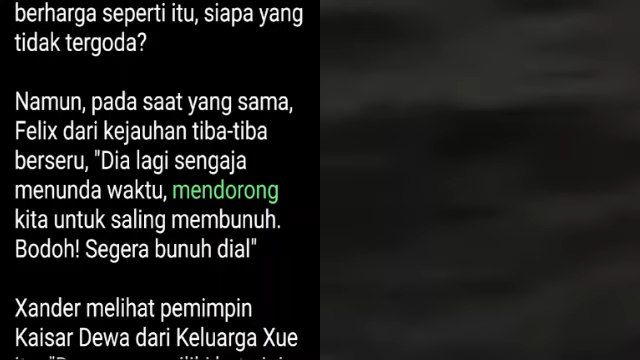 berharga seperti itu, siapa yang
tidak tergoda?
Namun, pada saat yang sama,
Felix dari kejauhan tiba-tiba
berseru, "Dia lagi sengaja
menunda waktu, mendorong
kita untuk saling membunuh.
Bodoh! Segera bunuh dial"
Xander melihat pemimpin
Kaisar Dewa dari Keluarga Xue